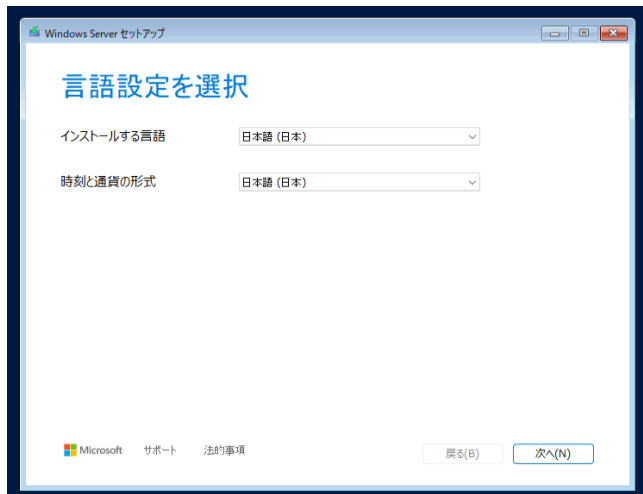 Windows Server セットアップ
言語設定を選択
インストールする言語 日本語 (日本)
時刻と通貨の形式 日本語 (日本)
Microsoft サポート 法的事項 戻る(B) 次へ(N)